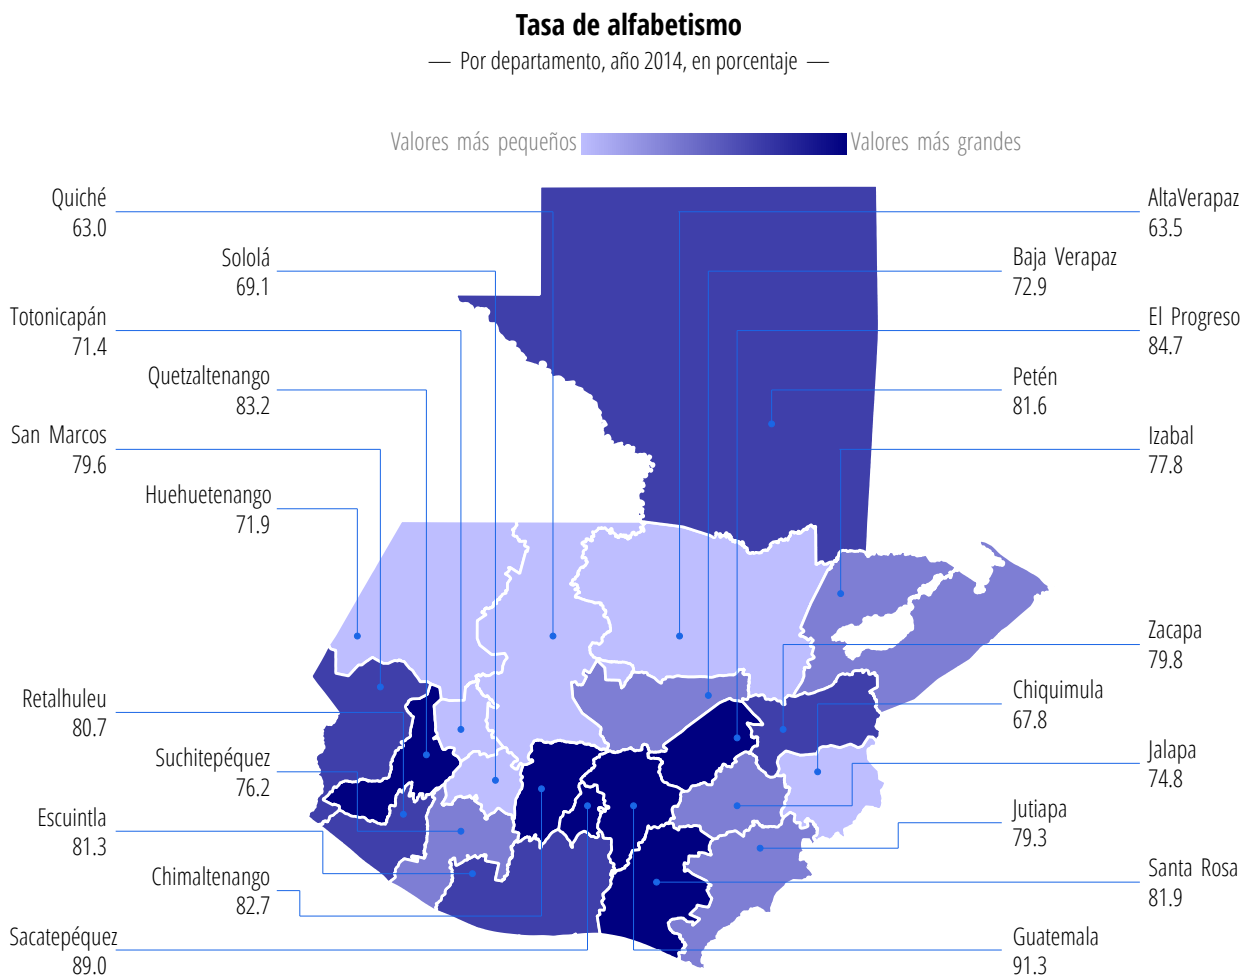 Tasa de alfabetismo
— Por departamento, año 2014, en porcentaje —
Valores más pequeños
Valores más grandes
Quiché
63.0
Sololá
69.1
Totonicapán
71.4
Quetzaltenango
83.2
San Marcos
79.6
Huehuetenango
71.9
Retalhuleu
80.7
Suchitepéquez
76.2
Escuintla
81.3
Chimaltenango
82.7
Sacatepéquez
89.0
AltaVerapaz
63.5
Baja Verapaz
72.9
El Progreso
84.7
Petén
81.6
Izabal
77.8
Zacapa
79.8
Chiquimula
67.8
Jalapa
74.8
Jutiapa
79.3
Santa Rosa
81.9
Guatemala
91.3